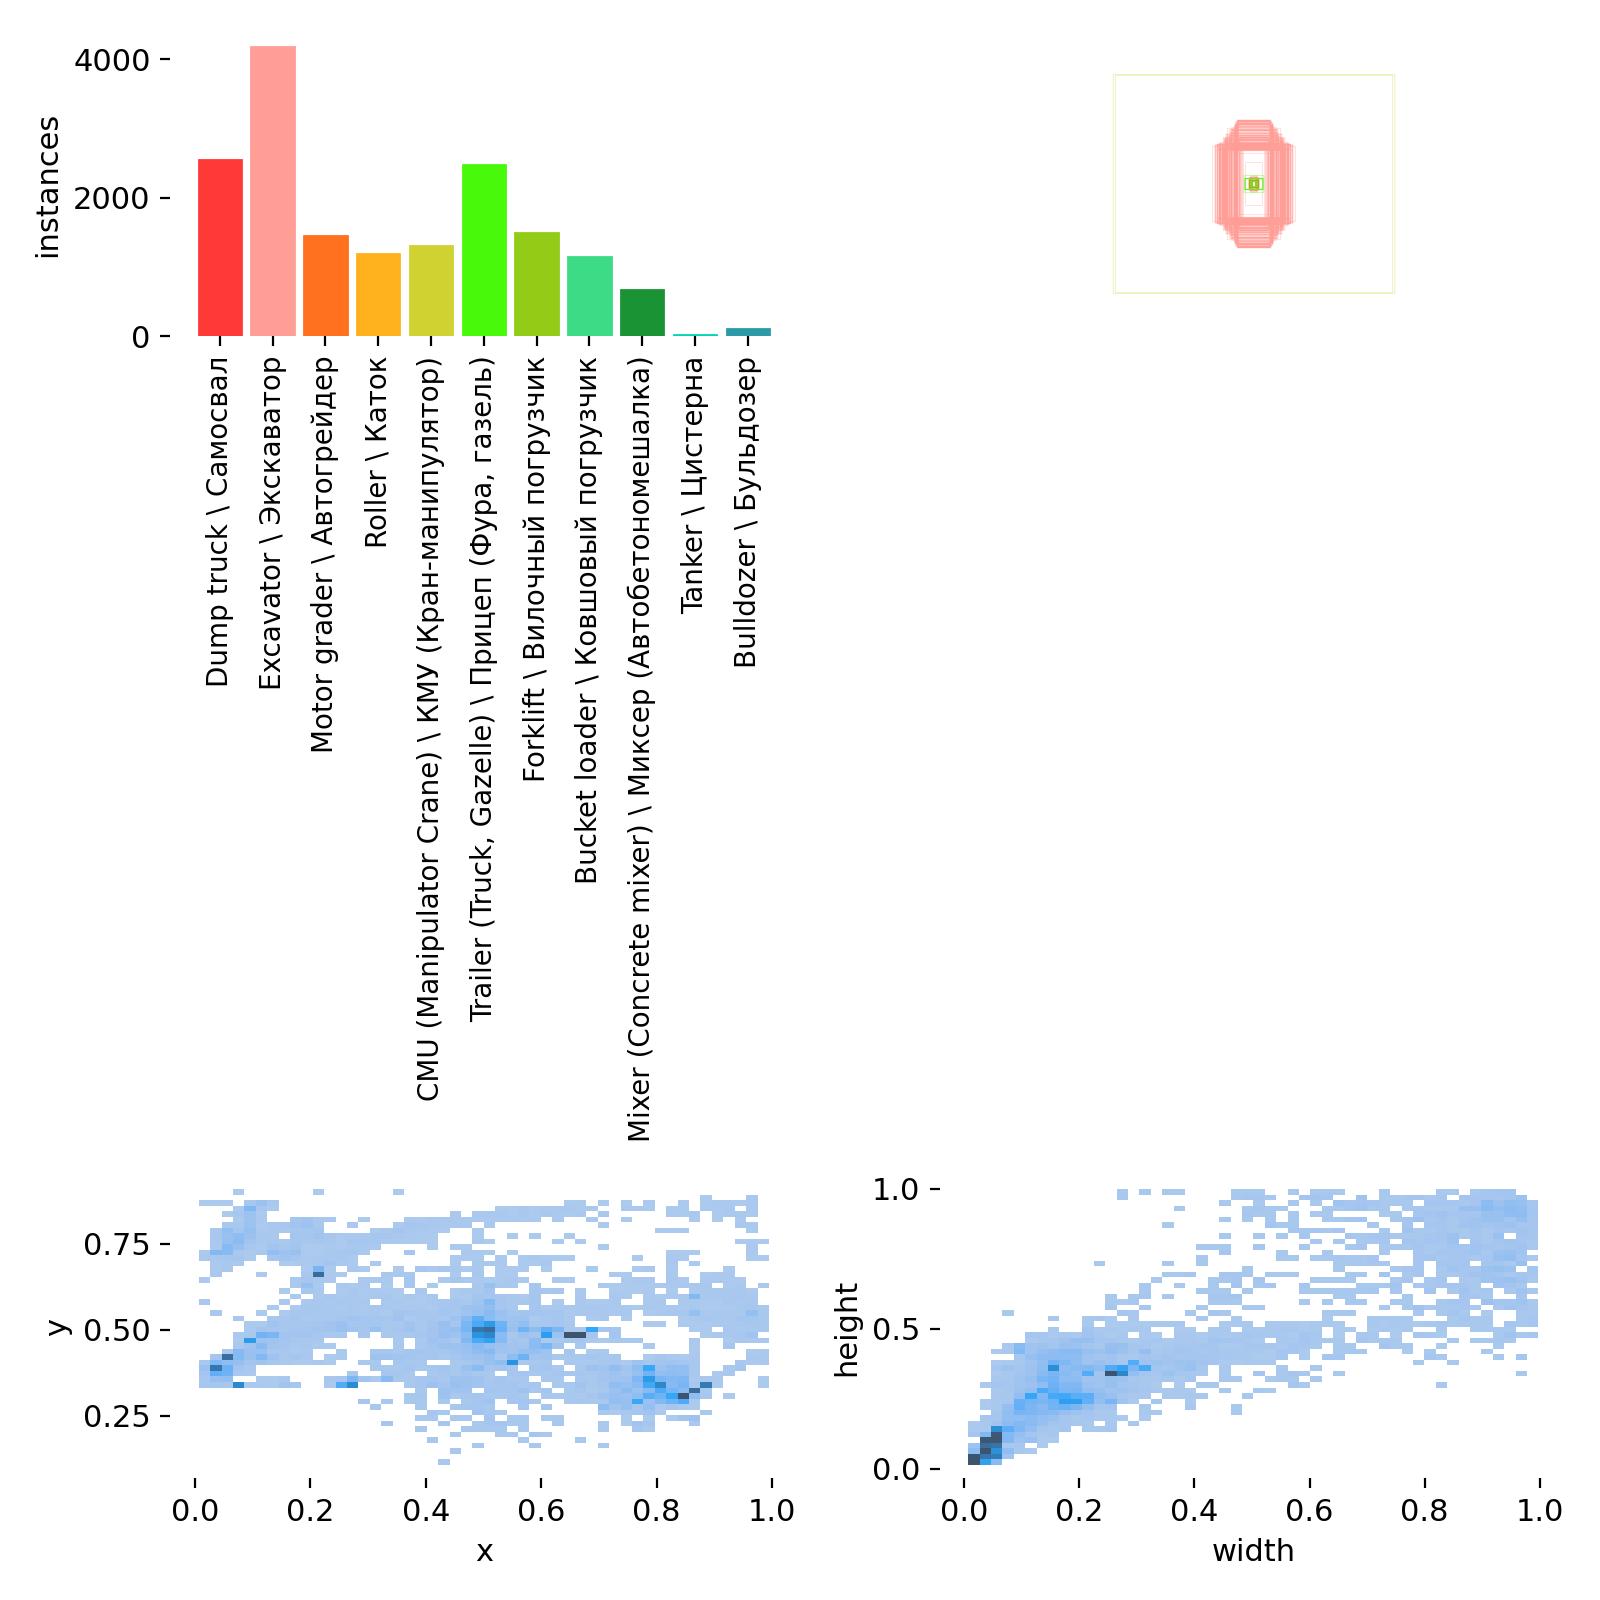 4000
2000
0
instances
Dump truck \ Самосвал
Excavator \ Экскаватор
Motor grader \ Автогрейдер
Roller \ Каток
CMU (Manipulator Crane) \ КМУ (Кран-манипулятор)
Trailer (Truck, Gazelle) \ Прицеп (Фура, газель)
Forklift \ Вилочный погрузчик
Bucket loader \ Ковшовый погрузчик
Mixer (Concrete mixer) \ Миксер (Автобетономешалка)
Tanker \ Цистерна
Bulldozer \ Бульдозер
0.75
0.50
0.25
y
0.0 0.2 0.4 0.6 0.8 1.0
x
1.0
0.5
0.0
height
0.0 0.2 0.4 0.6 0.8 1.0
width